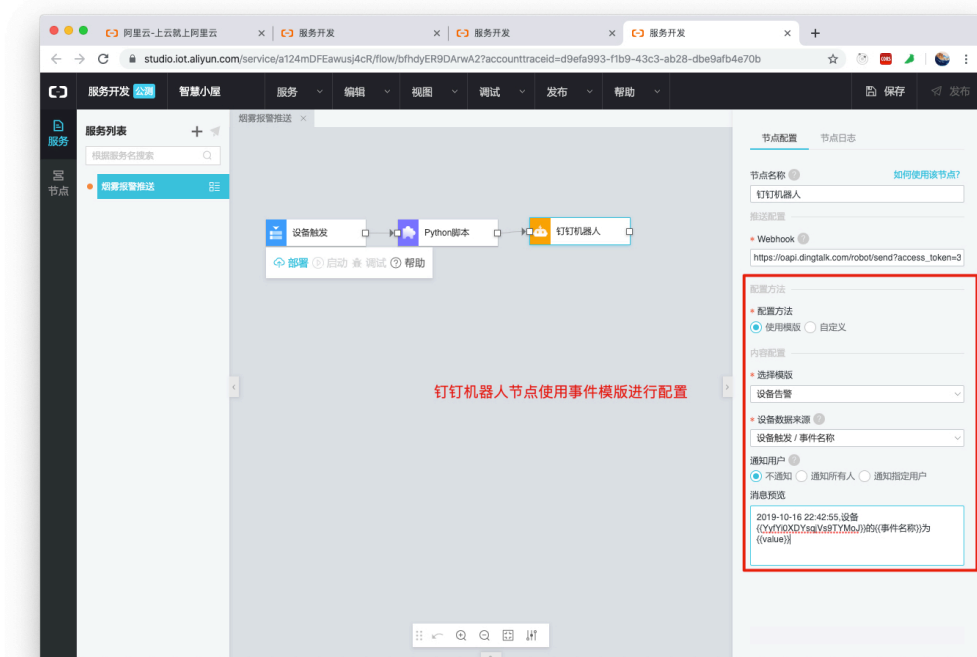 阿里云-上云就上阿里云
服务开发
服务开发
服务开发
studio.iot.aliyun.com/service/a124mDFEawusj4cR/flow/bfhdyER9DArwA2?accounttraceid=d9efa993-f1b9-43c3-ab28-dbe9afb4e70b
服务开发 公测 智慧小屋 服务 编辑 视图 调试 发布 帮助 保存 发布
服务
节点
服务列表
根据服务名搜索
烟雾报警推送
烟雾报警推送
设备触发
Python脚本
钉钉机器人
部署 启动 调试 帮助
钉钉机器人节点使用事件模版进行配置
节点配置 节点日志
节点名称 如何使用该节点?
钉钉机器人
推送配置
* Webhook
https://oapi.dingtalk.com/robot/send?access_token=3
配置方法
* 配置方法
使用模版 自定义
内容配置
* 选择模版
设备告警
* 设备数据来源
设备触发 / 事件名称
通知用户
不通知 通知所有人 通知指定用户
消息预览
2019-10-16 22:42:55,设备
{{YyfYi0XDYsqjVs9TYMoJ}}的{{事件名称}}为
{{value}}